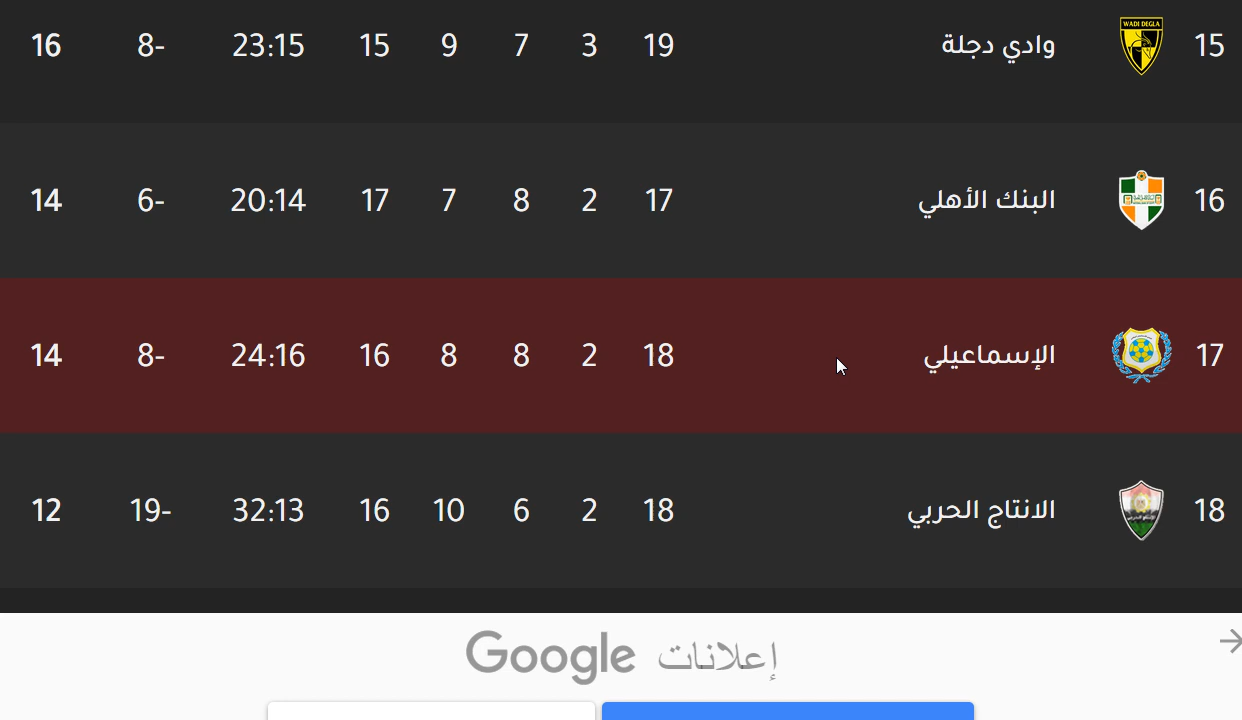 15 WADI DEGLA وادي دجلة 19 3 7 9 15 23:15 8- 16
16 البنك الأهلي 17 2 8 7 17 20:14 6- 14
17 الإسماعيلي 18 2 8 8 16 24:16 8- 14
18 الانتاج الحربي 18 2 6 10 16 32:13 19- 12
إعلانات Google